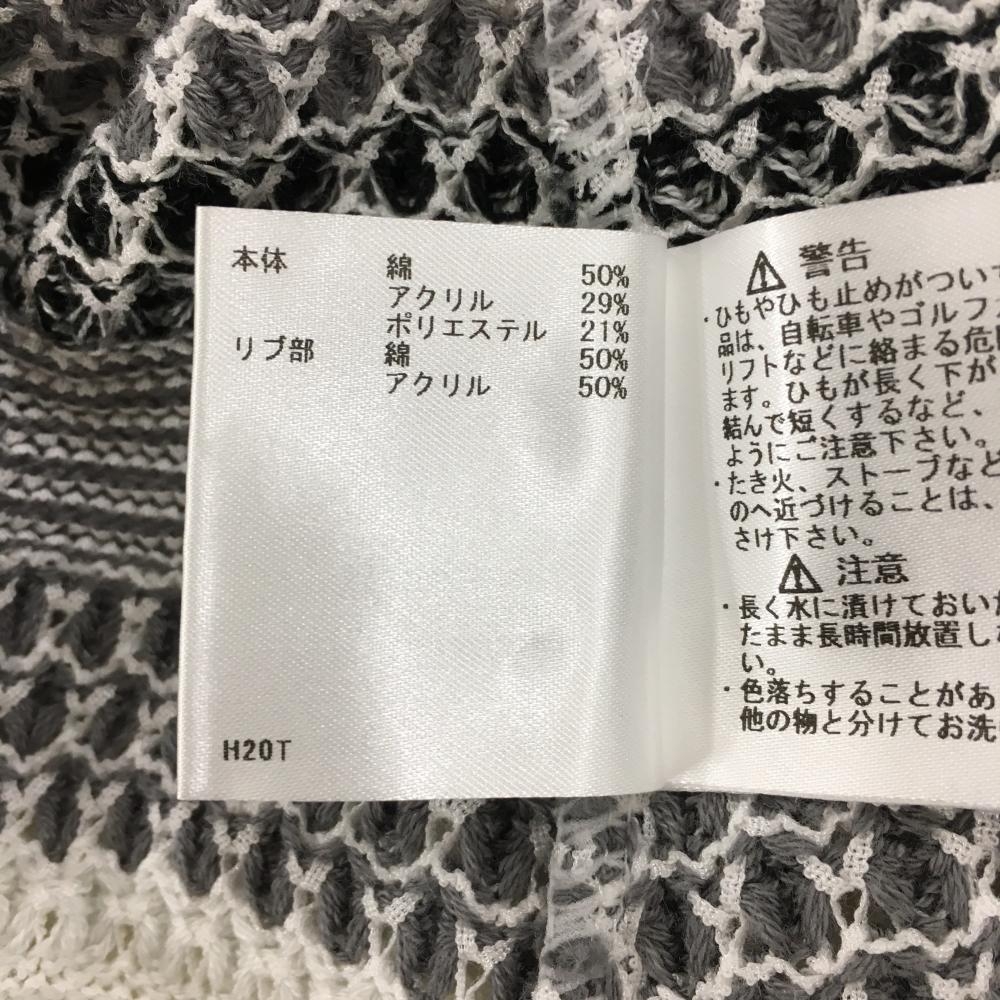 本体 綿 50%
アクリル 29%
ポリエステル 21%
リブ部 綿 50%
アクリル 50%
H20T
警告
・ひもやひも止めがついて
品は、自転車やゴルフ
リフトなどに絡まる危
ます。ひもが長く下が
結んで短くするなど、
ようにご注意下さい。
・たき火、ストーブなど
のへ近づけることは、
さけ下さい。
注意
・長く水に漬けておいた
たまま長時間放置し
い。
・色落ちすることがあ
他の物と分けてお洗